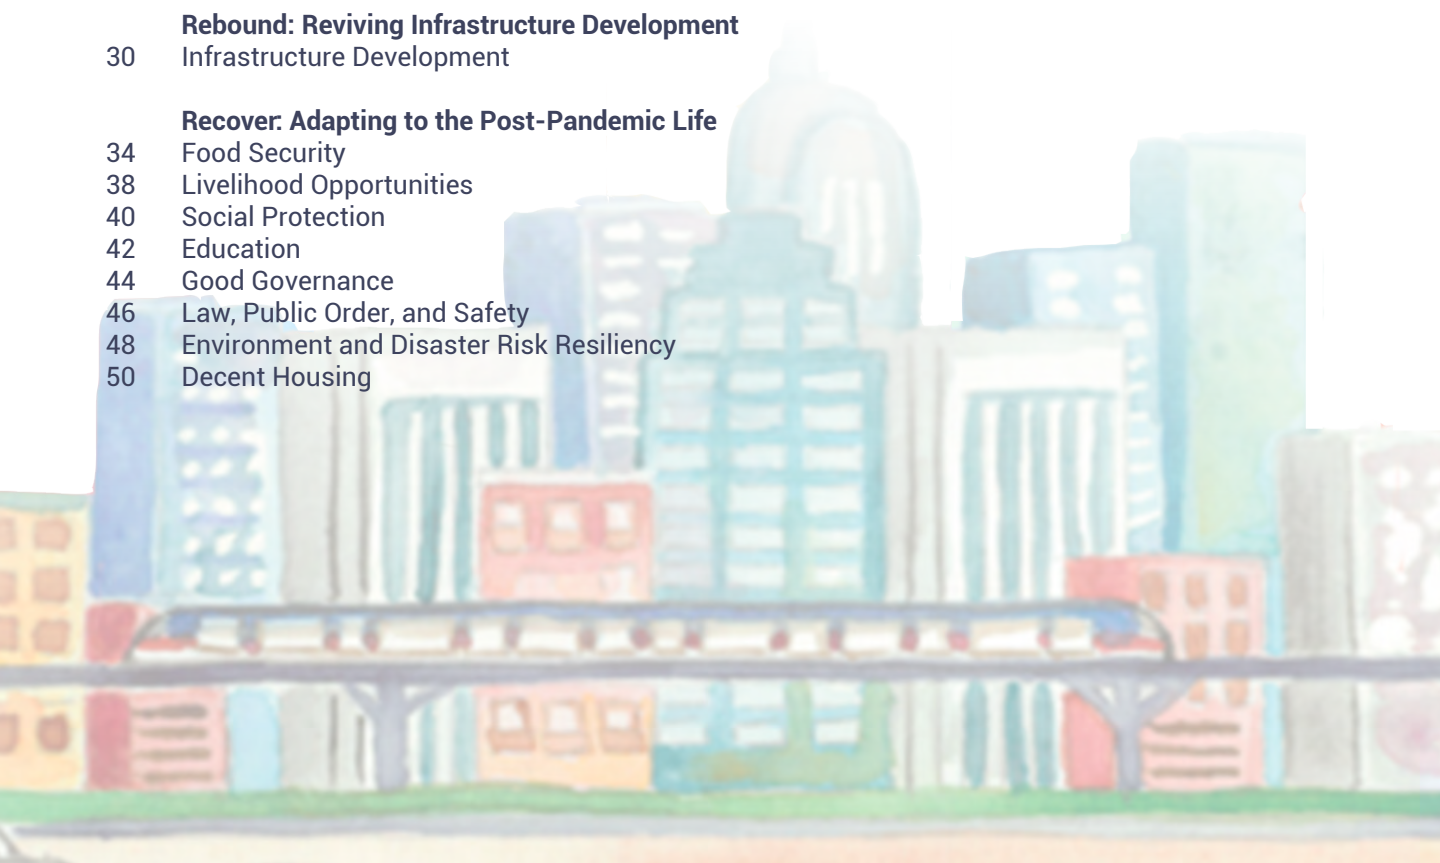 Rebound: Reviving Infrastructure Development
30 Infrastructure Development
Recover: Adapting to the Post-Pandemic Life
34 Food Security
38 Livelihood Opportunities
40 Social Protection
42 Education
44 Good Governance
46 Law, Public Order, and Safety
48 Environment and Disaster Risk Resiliency
50 Decent Housing